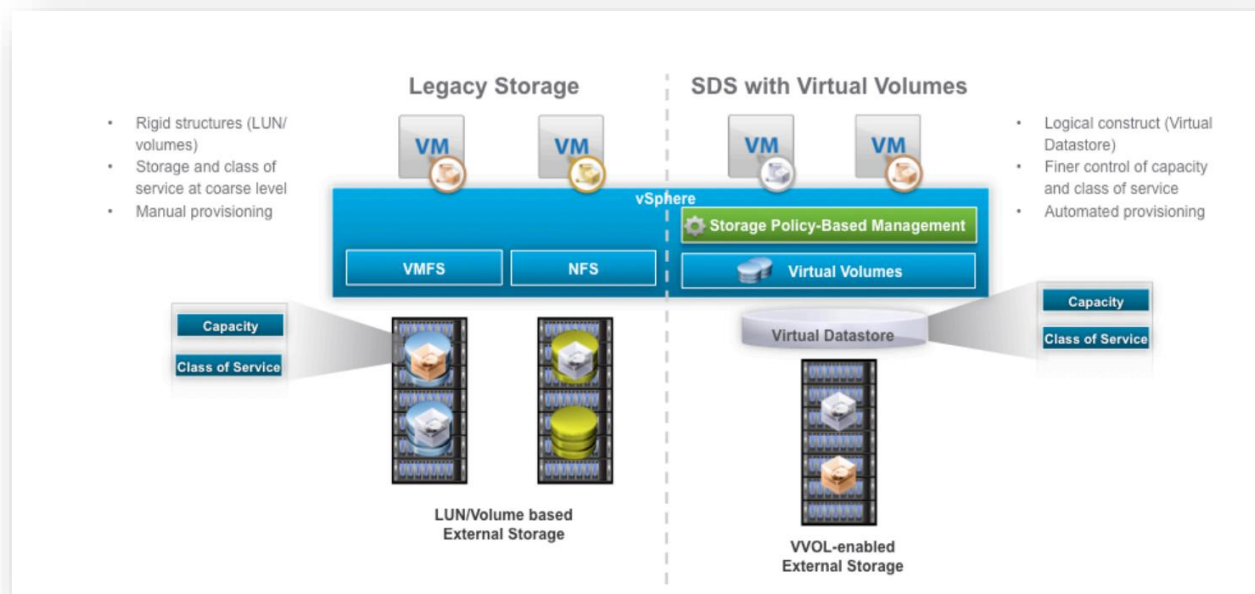 Legacy Storage
SDS with Virtual Volumes
• Rigid structures (LUN/
volumes)
• Storage and class of
service at coarse level
• Manual provisioning
VM
VM
VM
VM
• Logical construct (Virtual
Datastore)
• Finer control of capacity
and class of service
• Automated provisioning
vSphere
Storage Policy-Based Management
VMFS
NFS
Virtual Volumes
Capacity
Class of Service
Virtual Datastore
Capacity
Class of Service
LUN/Volume based
External Storage
VVOL-enabled
External Storage